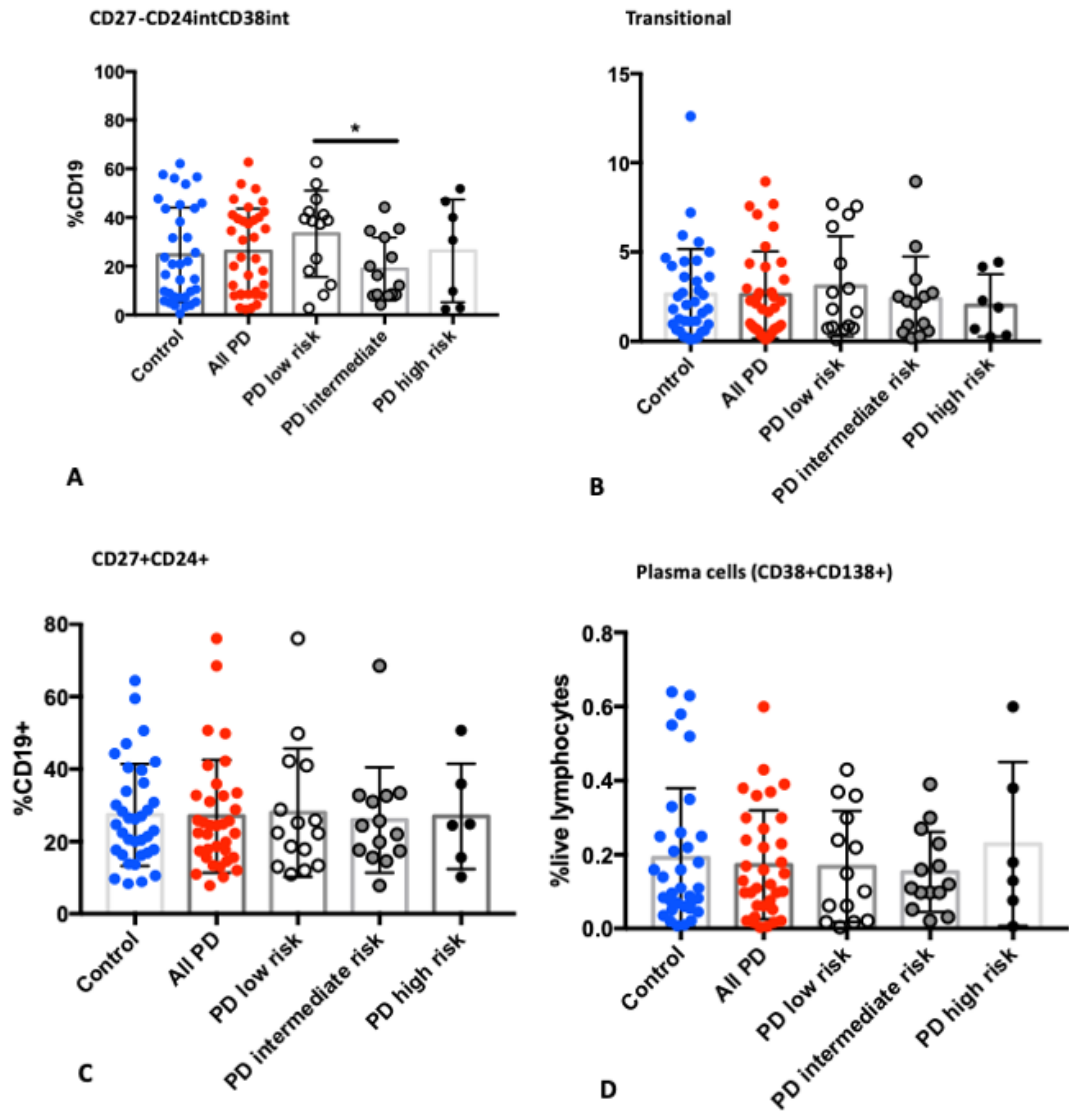 CD27-CD24intCD38int
%CD19
100
80
60
40
20
0
*
Control
All PD
PD low risk
PD intermediate
PD high risk
A
Transitional
15
10
5
0
Control
All PD
PD low risk
PD intermediate risk
PD high risk
B
CD27+CD24+
%CD19+
80
60
40
20
0
Control
All PD
PD low risk
PD intermediate risk
PD high risk
C
Plasma cells (CD38+CD138+)
%live lymphocytes
0.8
0.6
0.4
0.2
0.0
Control
All PD
PD low risk
PD intermediate risk
PD high risk
D